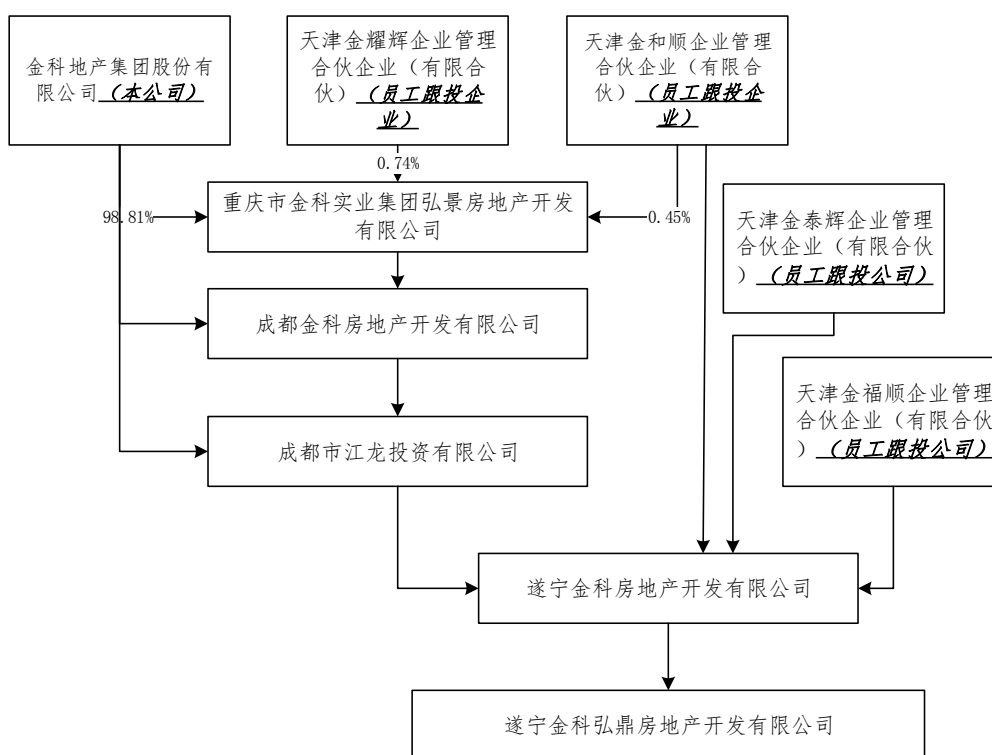 金科地产集团股份有
限公司（本公司）
天津金耀辉企业管理
合伙企业（有限合
伙）（员工跟投企
业）
天津金和顺企业管理
合伙企业（有限合
伙）（员工跟投企
业）
0.74%
98.81%
重庆市金科实业集团弘景房地产开发
有限公司
0.45%
天津金泰辉企业管理
合伙企业（有限合伙
）（员工跟投公司）
成都金科房地产开发有限公司
天津金福顺企业管理
合伙企业（有限合伙
）（员工跟投公司）
成都市江龙投资有限公司
遂宁金科房地产开发有限公司
遂宁金科弘鼎房地产开发有限公司